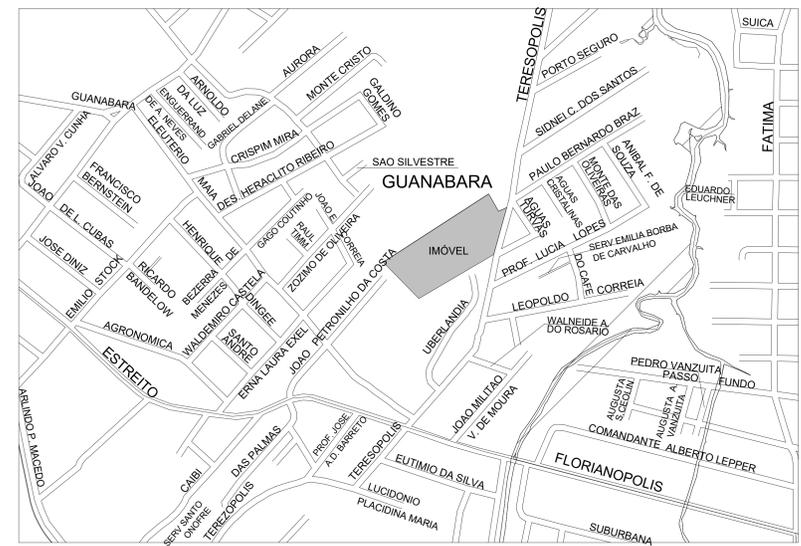 SUICA
TERESOPOLIS
PORTO SEGURO
FATIMA
AURORA
MONTE CRISTO
GALDINO
GOMES
ARNOLDO
DA LUZ
ENGUERRAND
DE A. NEVES
GABRIEL DELANE
GUANABARA
ELEUTERIO
SIDNEI C. DOS SANTOS
PAULO BERNARDO BRAZ
ALVARO V. CUNHA
CRISPIM MIRA
DES. HERACLITO RIBEIRO
SAO SILVESTRE
GUANABARA
FRANCISCO
BERNSTEIN
MAIA
JOAO
DE L. CUBAS
ANIBAL F. DE
SOUZA
MONTE DAS
OLIVEIRAS
AGUAS
CRISTALINAS
AGUAS
TURVAS
EDUARDO
LEUCHNER
GAGO COUTINHO
JOAO E.
CORREIA
RAUL
TIMM
ZOZIMO DE OLIVEIRA
HENRIQUE
DE
JOSE DINIZ
EMILIO STOCK
RICARDO
BANDELOW
BEZERRA
MENEZES
DINGEE
WALDEMIRO CASTELA
IMÓVEL
PROF. LUCIA LOPES
SERV.EMILIA BORBA
DE CARVALHO
DO CAFE
LEOPOLDO CORREIA
JOAO PETRONILHO DA COSTA
UBERLANDIA
WALNEIDE A.
DO ROSARIO
AGRONOMICA
SANTO
ANDRE
ERNA LAURA EXEL
ESTREITO
PEDRO VANZUITA
PASSO FUNDO
AUGUSTA
S.CEOLIN
AUGUSTA A.
VANZUITA
JOAO MILITAO
V. DE MOURA
ARLINDO P. MACEDO
PROF. JOSE
A.D. BARRETO
TERESOPOLIS
COMANDANTE ALBERTO LEPPER
CAIBI
DAS PALMAS
EUTIMIO DA SILVA
FLORIANOPOLIS
LUCIDONIO
PLACIDINA MARIA
SERV SANTO
ONOFRE
TEREZOPOLIS
SUBURBANA